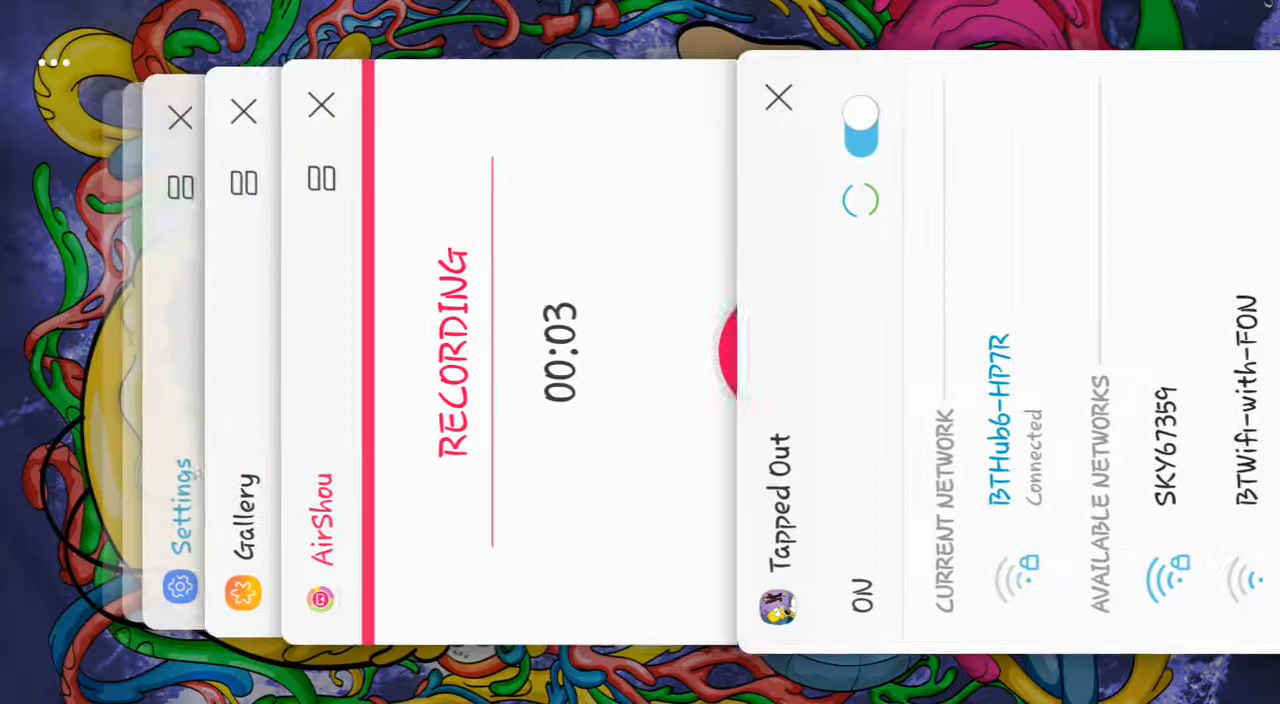 Settings
Gallery
AirShou
RECORDING
00:03
Tapped Out
ON
CURRENT NETWORK
BTHub6-HP7R
Connected
AVAILABLE NETWORKS
SKY67359
BTWifi-with-FON